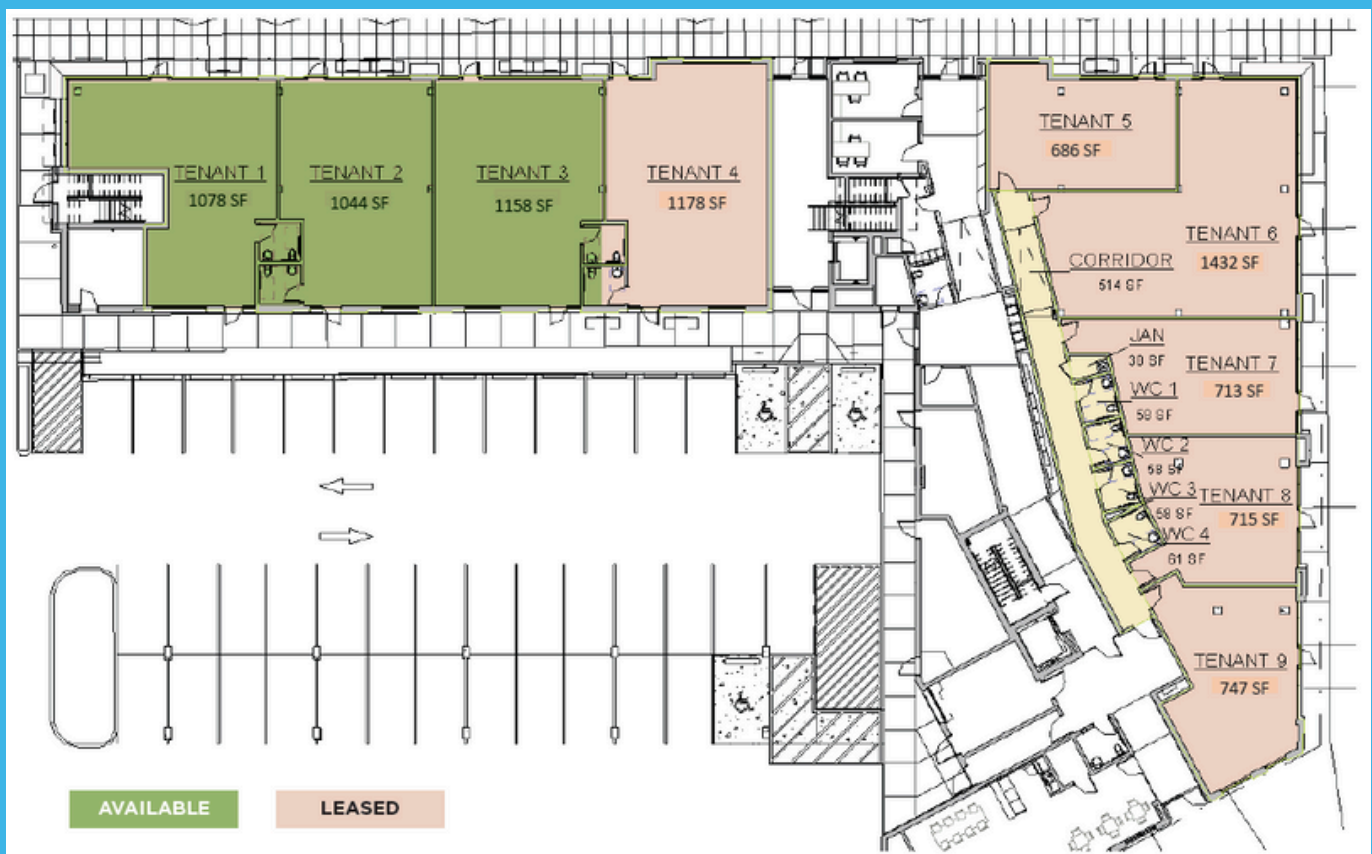 TENANT 1
1078 SF
TENANT 2
1044 SF
TENANT 3
1158 SF
TENANT 4
1178 SF
TENANT 5
686 SF
TENANT 6
1432 SF
CORRIDOR
514 SF
JAN
30 SF
TENANT 7
713 SF
WC 1
59 SF
WC 2
58 SF
WC 3
58 SF
TENANT 8
715 SF
WC 4
61 SF
TENANT 9
747 SF
AVAILABLE
LEASED